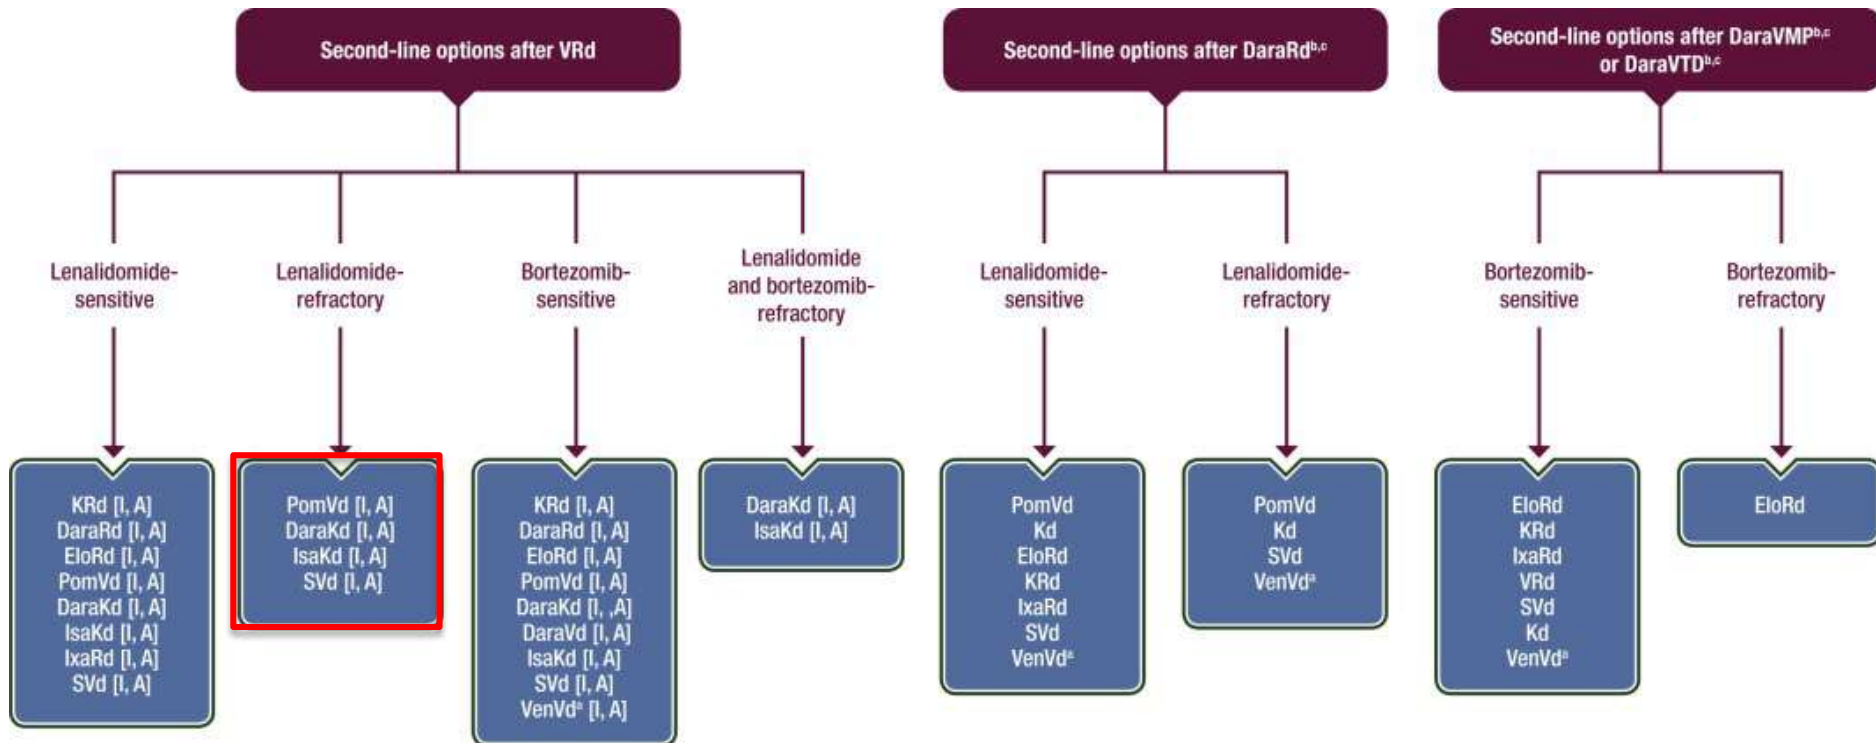 Second-line options after VRd
Lenalidomide-
sensitive
KRd [I, A]
DaraRd [I, A]
EloRd [I, A]
PomVd [I, A]
DaraKd [I, A]
IsaKd [I, A]
IxaRd [I, A]
SVd [I, A]
Lenalidomide-
refractory
PomVd [I, A]
DaraKd [I, A]
IsaKd [I, A]
SVd [I, A]
Bortezomib-
sensitive
KRd [I, A]
DaraRd [I, A]
EloRd [I, A]
PomVd [I, A]
DaraKd [I, ,A]
DaraVd [I, A]
IsaKd [I, A]
SVd [I, A]
VenVdᵃ [I, A]
Lenalidomide
and bortezomib-
refractory
DaraKd [I, A]
IsaKd [I, A]
Second-line options after DaraRdᵇ,ᶜ
Lenalidomide-
sensitive
PomVd
Kd
EloRd
KRd
IxaRd
SVd
VenVdᵃ
Lenalidomide-
refractory
PomVd
Kd
SVd
VenVdᵃ
Second-line options after DaraVMPᵇ,ᶜ
or DaraVTDᵇ,ᶜ
Bortezomib-
sensitive
EloRd
KRd
IxaRd
VRd
SVd
Kd
VenVdᵃ
Bortezomib-
refractory
EloRd